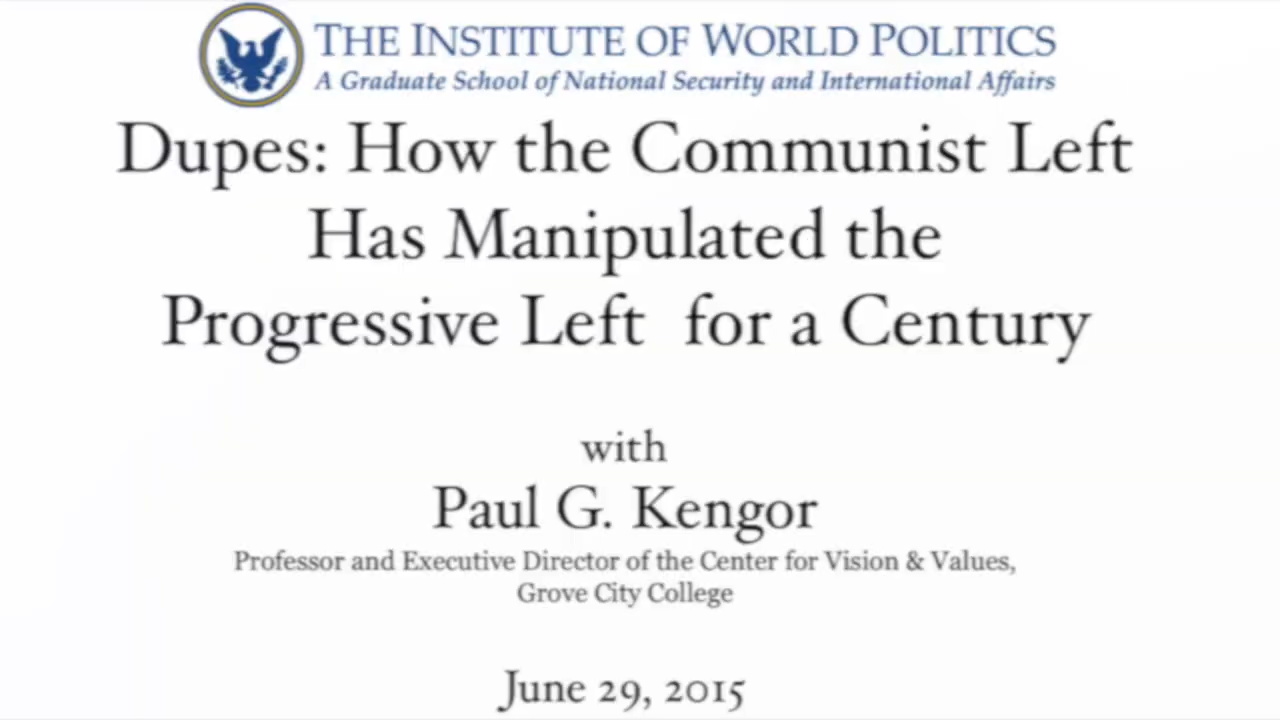 THE INSTITUTE OF WORLD POLITICS
A Graduate School of National Security and International Affairs
Dupes: How the Communist Left
Has Manipulated the
Progressive Left for a Century
with
Paul G. Kengor
Professor and Executive Director of the Center for Vision & Values,
Grove City College
June 29, 2015